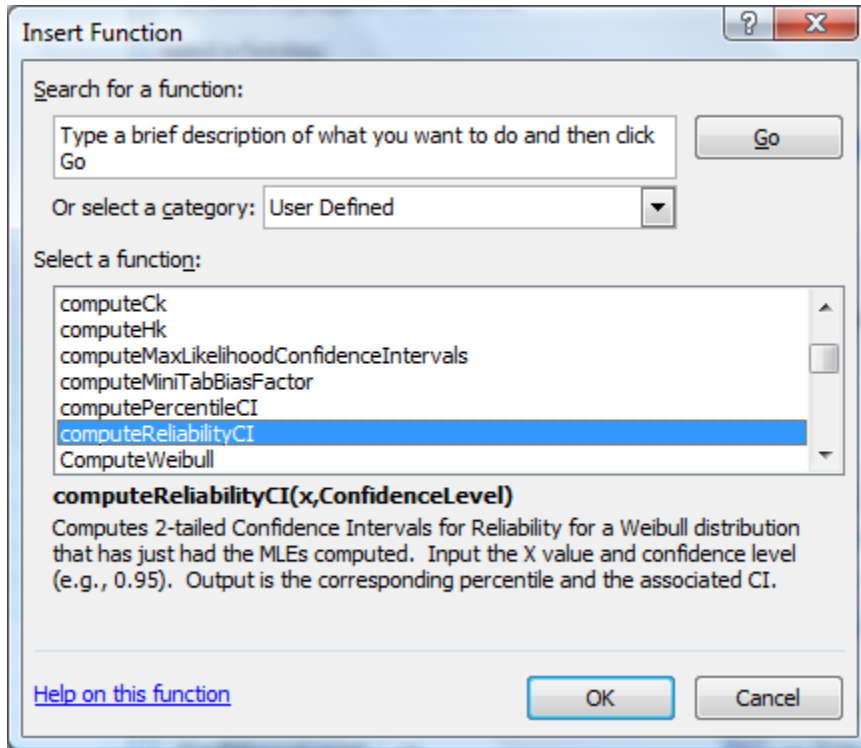 Insert Function
?
Search for a function:
Type a brief description of what you want to do and then click
Go
Go
Or select a category: User Defined
Select a function:
computeCk
computeHk
computeMaxLikelihoodConfidenceIntervals
computeMiniTabBiasFactor
computePercentileCI
computeReliabilityCI
ComputeWeibull
computeReliabilityCI(x,ConfidenceLevel)
Computes 2-tailed Confidence Intervals for Reliability for a Weibull distribution
that has just had the MLEs computed.  Input the X value and confidence level
(e.g., 0.95).  Output is the corresponding percentile and the associated CI.
Help on this function
OK
Cancel